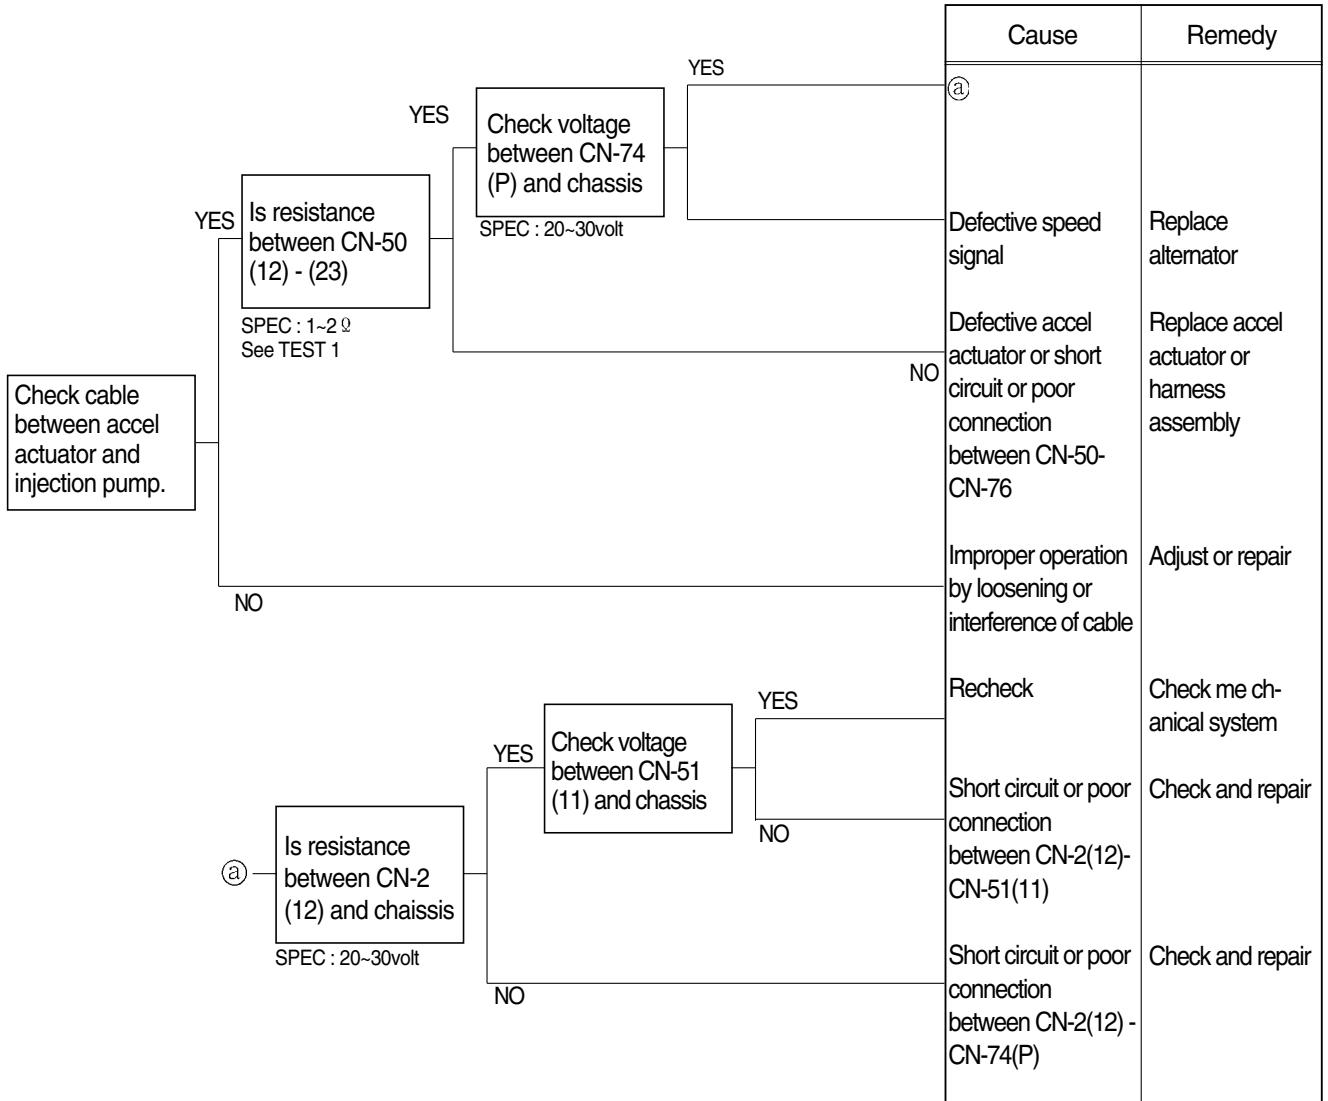 Cause
Remedy
YES
ⓐ
YES
Check voltage
between CN-74
(P) and chassis
SPEC : 20~30volt
YES
Is resistance
between CN-50
(12) - (23)
SPEC : 1~2 Ω
See TEST 1
Defective speed
signal
Replace
alternator
Check cable
between accel
actuator and
injection pump.
NO
Defective accel
actuator or short
circuit or poor
connection
between CN-50-
CN-76
Replace accel
actuator or
harness
assembly
NO
Improper operation
by loosening or
interference of cable
Adjust or repair
YES
Recheck
Check me ch-
anical system
YES
Check voltage
between CN-51
(11) and chassis
NO
Short circuit or poor
connection
between CN-2(12)-
CN-51(11)
Check and repair
ⓐ
Is resistance
between CN-2
(12) and chaissis
SPEC : 20~30volt
NO
Short circuit or poor
connection
between CN-2(12) -
CN-74(P)
Check and repair